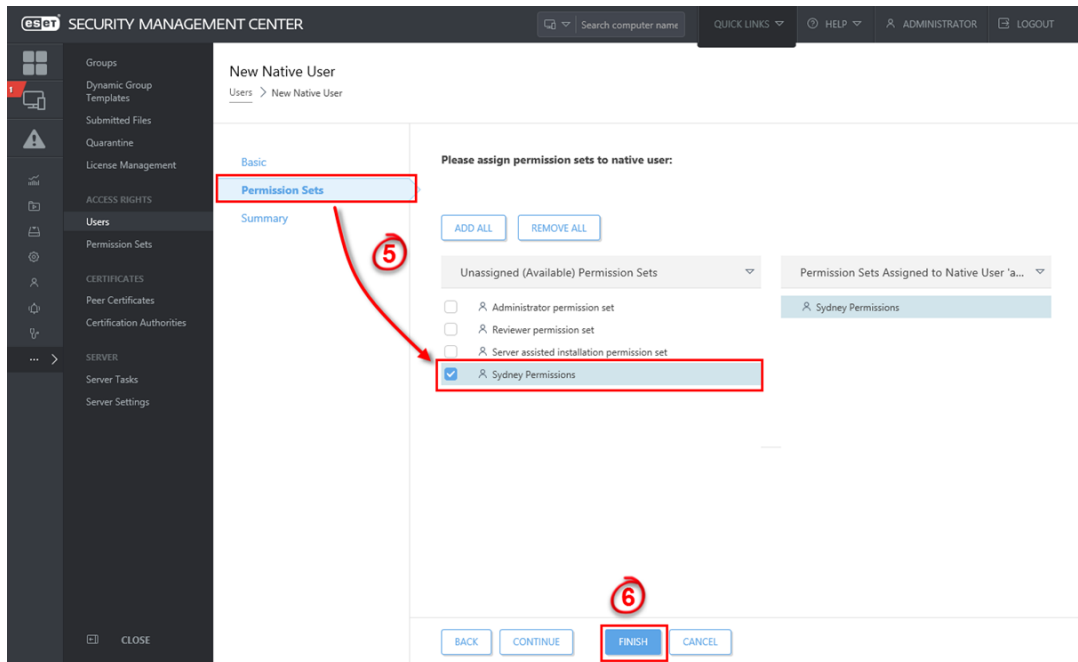 eset SECURITY MANAGEMENT CENTER
Search computer name
QUICK LINKS
HELP
ADMINISTRATOR
LOGOUT
1
Groups
Dynamic Group
Templates
Submitted Files
Quarantine
License Management
ACCESS RIGHTS
Users
Permission Sets
CERTIFICATES
Peer Certificates
Certification Authorities
SERVER
Server Tasks
Server Settings
CLOSE
New Native User
Users > New Native User
Basic
Permission Sets
Summary
5
Please assign permission sets to native user:
ADD ALL
REMOVE ALL
Unassigned (Available) Permission Sets
Administrator permission set
Reviewer permission set
Server assisted installation permission set
Sydney Permissions
Permission Sets Assigned to Native User 'a...
Sydney Permissions
6
BACK
CONTINUE
FINISH
CANCEL